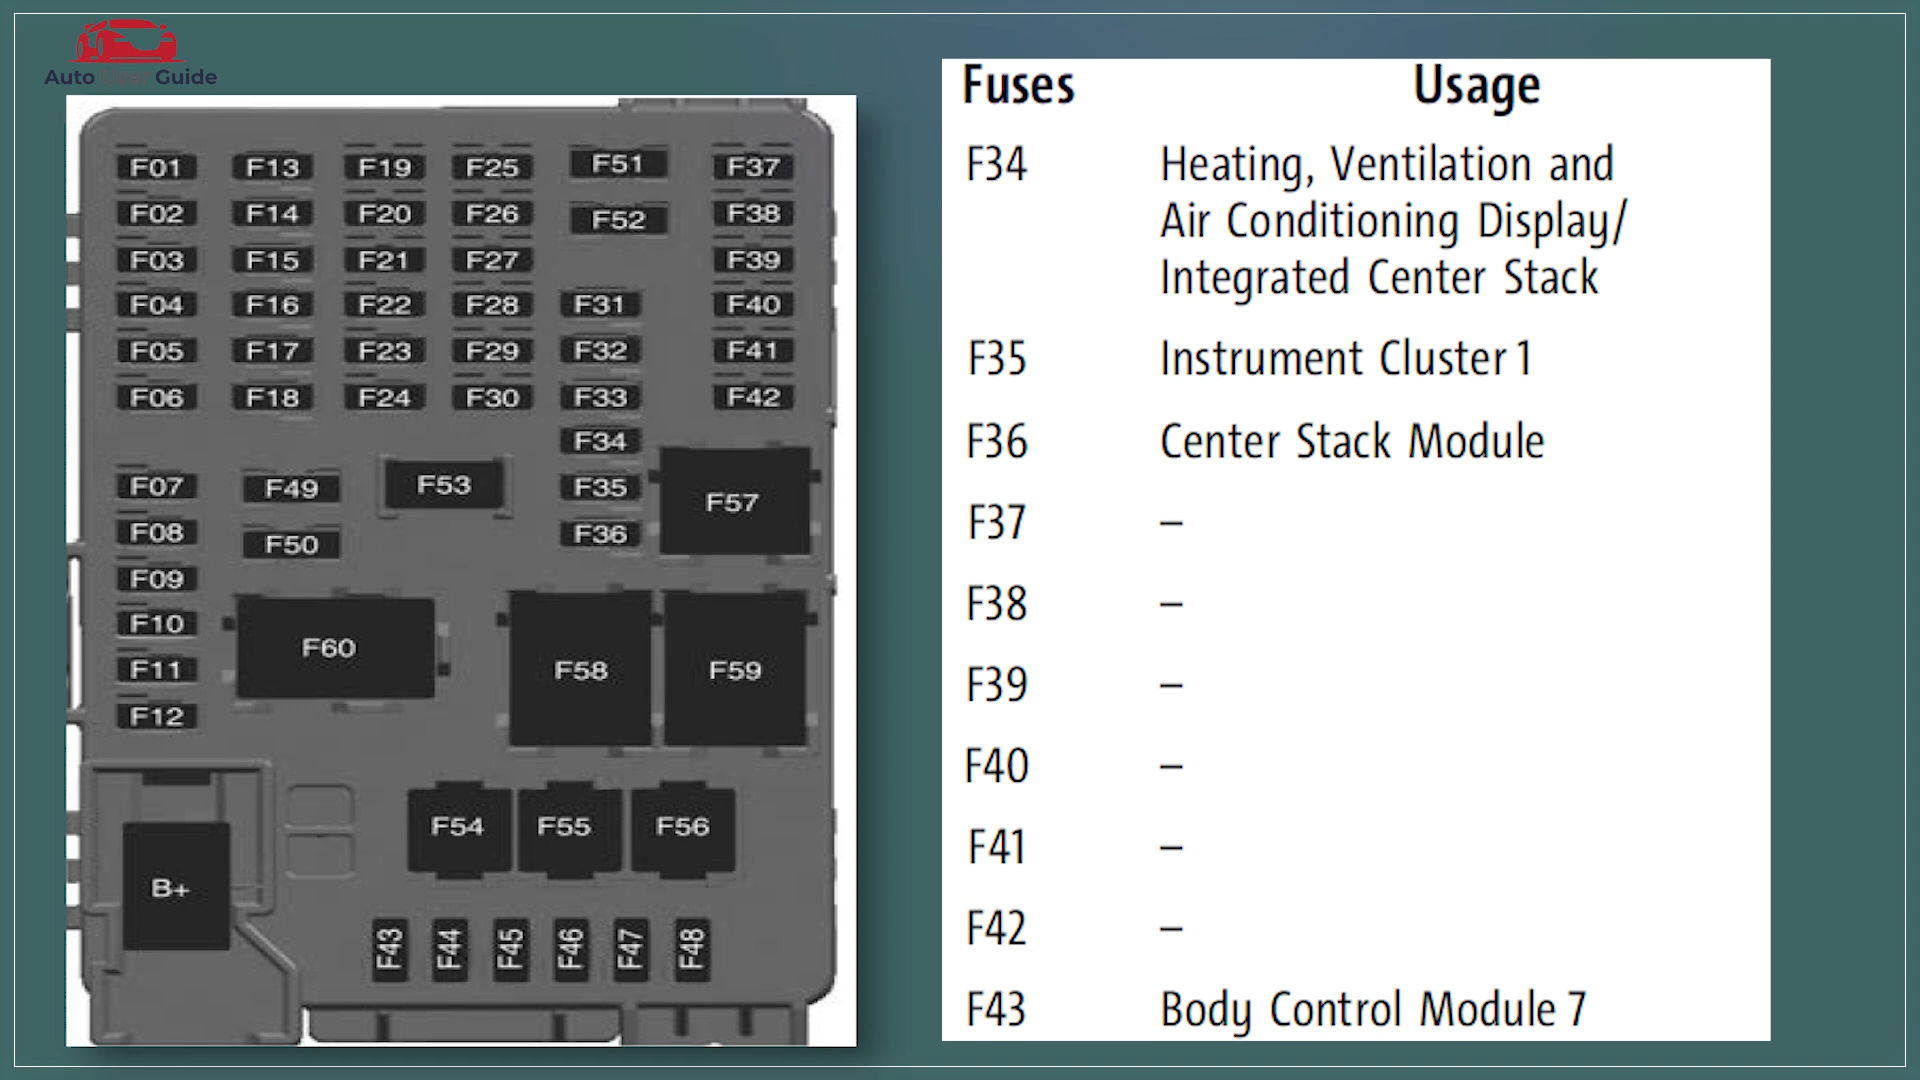 Auto User Guide
F01 F13 F19 F25 F51 F37
F02 F14 F20 F26 F52 F38
F03 F15 F21 F27 F39
F04 F16 F22 F28 F31 F40
F05 F17 F23 F29 F32 F41
F06 F18 F24 F30 F33 F42
F34
F07 F49 F53 F35 F57
F08 F50 F36
F09
F10 F60
F11 F58 F59
F12
F54 F55 F56
B+
F43 F44 F45 F46 F47 F48
Fuses Usage
F34 Heating, Ventilation and
Air Conditioning Display/
Integrated Center Stack
F35 Instrument Cluster 1
F36 Center Stack Module
F37 –
F38 –
F39 –
F40 –
F41 –
F42 –
F43 Body Control Module 7